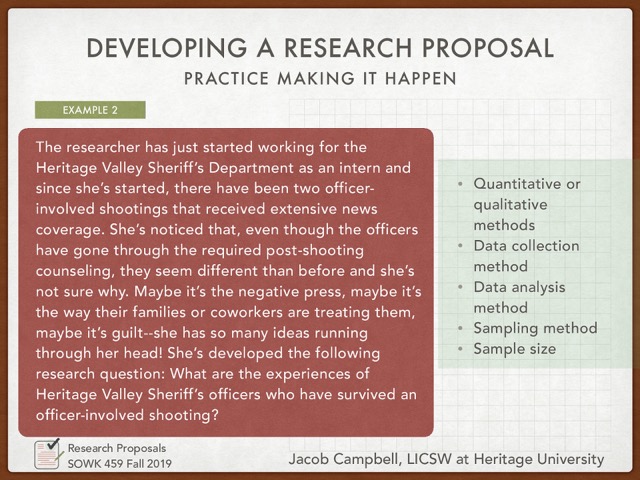 DEVELOPING A RESEARCH PROPOSAL
PRACTICE MAKING IT HAPPEN
EXAMPLE 2
The researcher has just started working for the
Heritage Valley Sheriff's Department as an intern and
since she's started, there have been two officer-
involved shootings that received extensive news
coverage. She's noticed that, even though the officers
have gone through the required post-shooting
counseling, they seem different than before and she's
not sure why. Maybe it's the negative press, maybe it's
the way their families or coworkers are treating them,
maybe it's guilt--she has so many ideas running
through her head! She's developed the following
research question: What are the experiences of
Heritage Valley Sheriff's officers who have survived an
officer-involved shooting?
• Quantitative or
qualitative
methods
• Data collection
method
• Data analysis
method
• Sampling method
• Sample size
Research Proposals
SOWK 459 Fall 2019
Jacob Campbell, LICSW at Heritage University